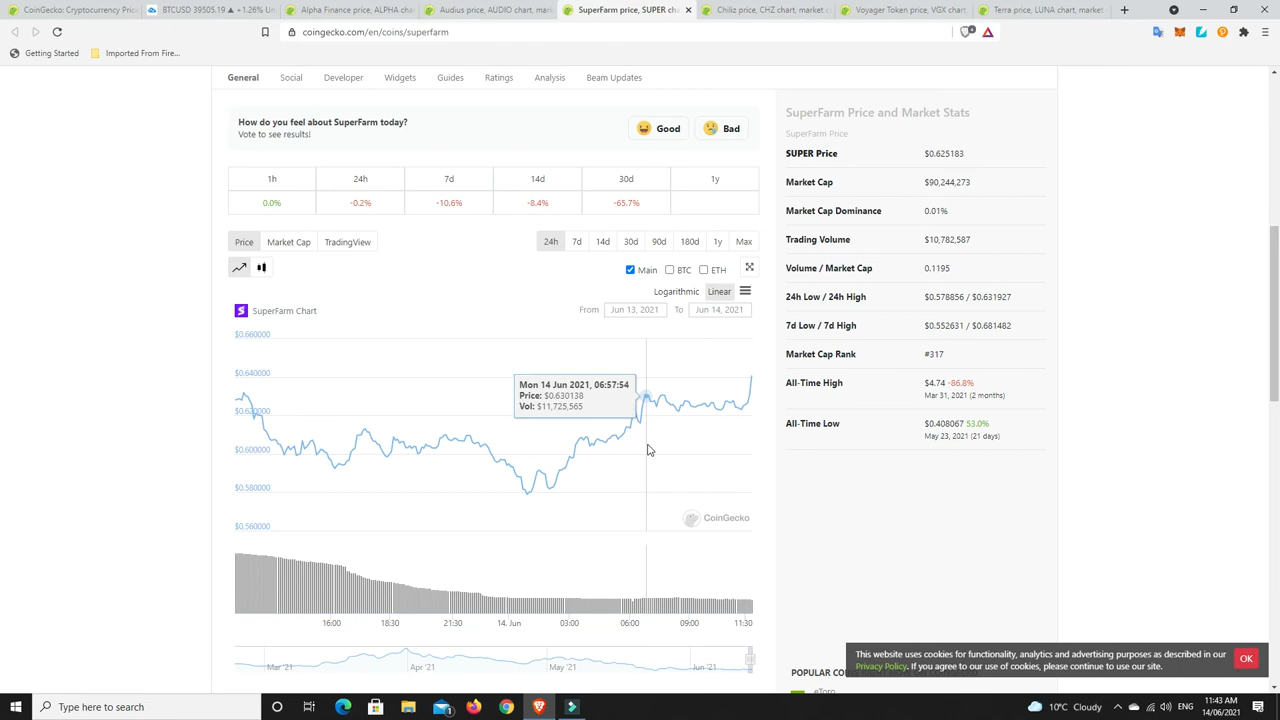 CoinGecko: Cryptocurrency Pric
BTCUSD 39505.19 ▲ +1.26% Un
Alpha Finance price, ALPHA cha
Audius price, AUDIO chart, mar
SuperFarm price, SUPER cha
Chiliz price, CHZ chart, market c
Voyager Token price, VGX chart,
Terra price, LUNA chart, market
coingecko.com/en/coins/superfarm
Getting Started
Imported From Fire...
General Social Developer Widgets Guides Ratings Analysis Beam Updates
How do you feel about SuperFarm today?
Vote to see results!
Good
Bad
1h 24h 7d 14d 30d 1y
0.0% -0.2% -10.6% -8.4% -65.7%
Price Market Cap TradingView
24h 7d 14d 30d 90d 180d 1y Max
Main BTC ETH
Logarithmic Linear
SuperFarm Chart
From Jun 13, 2021 To Jun 14, 2021
$0.660000
$0.640000
$0.620000
$0.600000
$0.580000
$0.560000
Mon 14 Jun 2021, 06:57:54
Price: $0.630138
Vol: $11,725,565
CoinGecko
16:00 18:30 21:30 14. Jun 03:00 06:00 09:00 11:30
Mar '21 Apr '21 May '21 Jun '21
SuperFarm Price and Market Stats
SuperFarm Price
SUPER Price $0.625183
Market Cap $90,244,273
Market Cap Dominance 0.01%
Trading Volume $10,782,587
Volume / Market Cap 0.1195
24h Low / 24h High $0.578856 / $0.631927
7d Low / 7d High $0.552631 / $0.681482
Market Cap Rank #317
All-Time High $4.74 -86.8%
Mar 31, 2021 (2 months)
All-Time Low $0.408067 53.0%
May 23, 2021 (21 days)
This website uses cookies for functionality, analytics and advertising purposes as described in our
Privacy Policy. If you agree to our use of cookies, please continue to use our site.
OK
POPULAR CO
eToro
Type here to search
10°C Cloudy
11:43 AM
14/06/2021